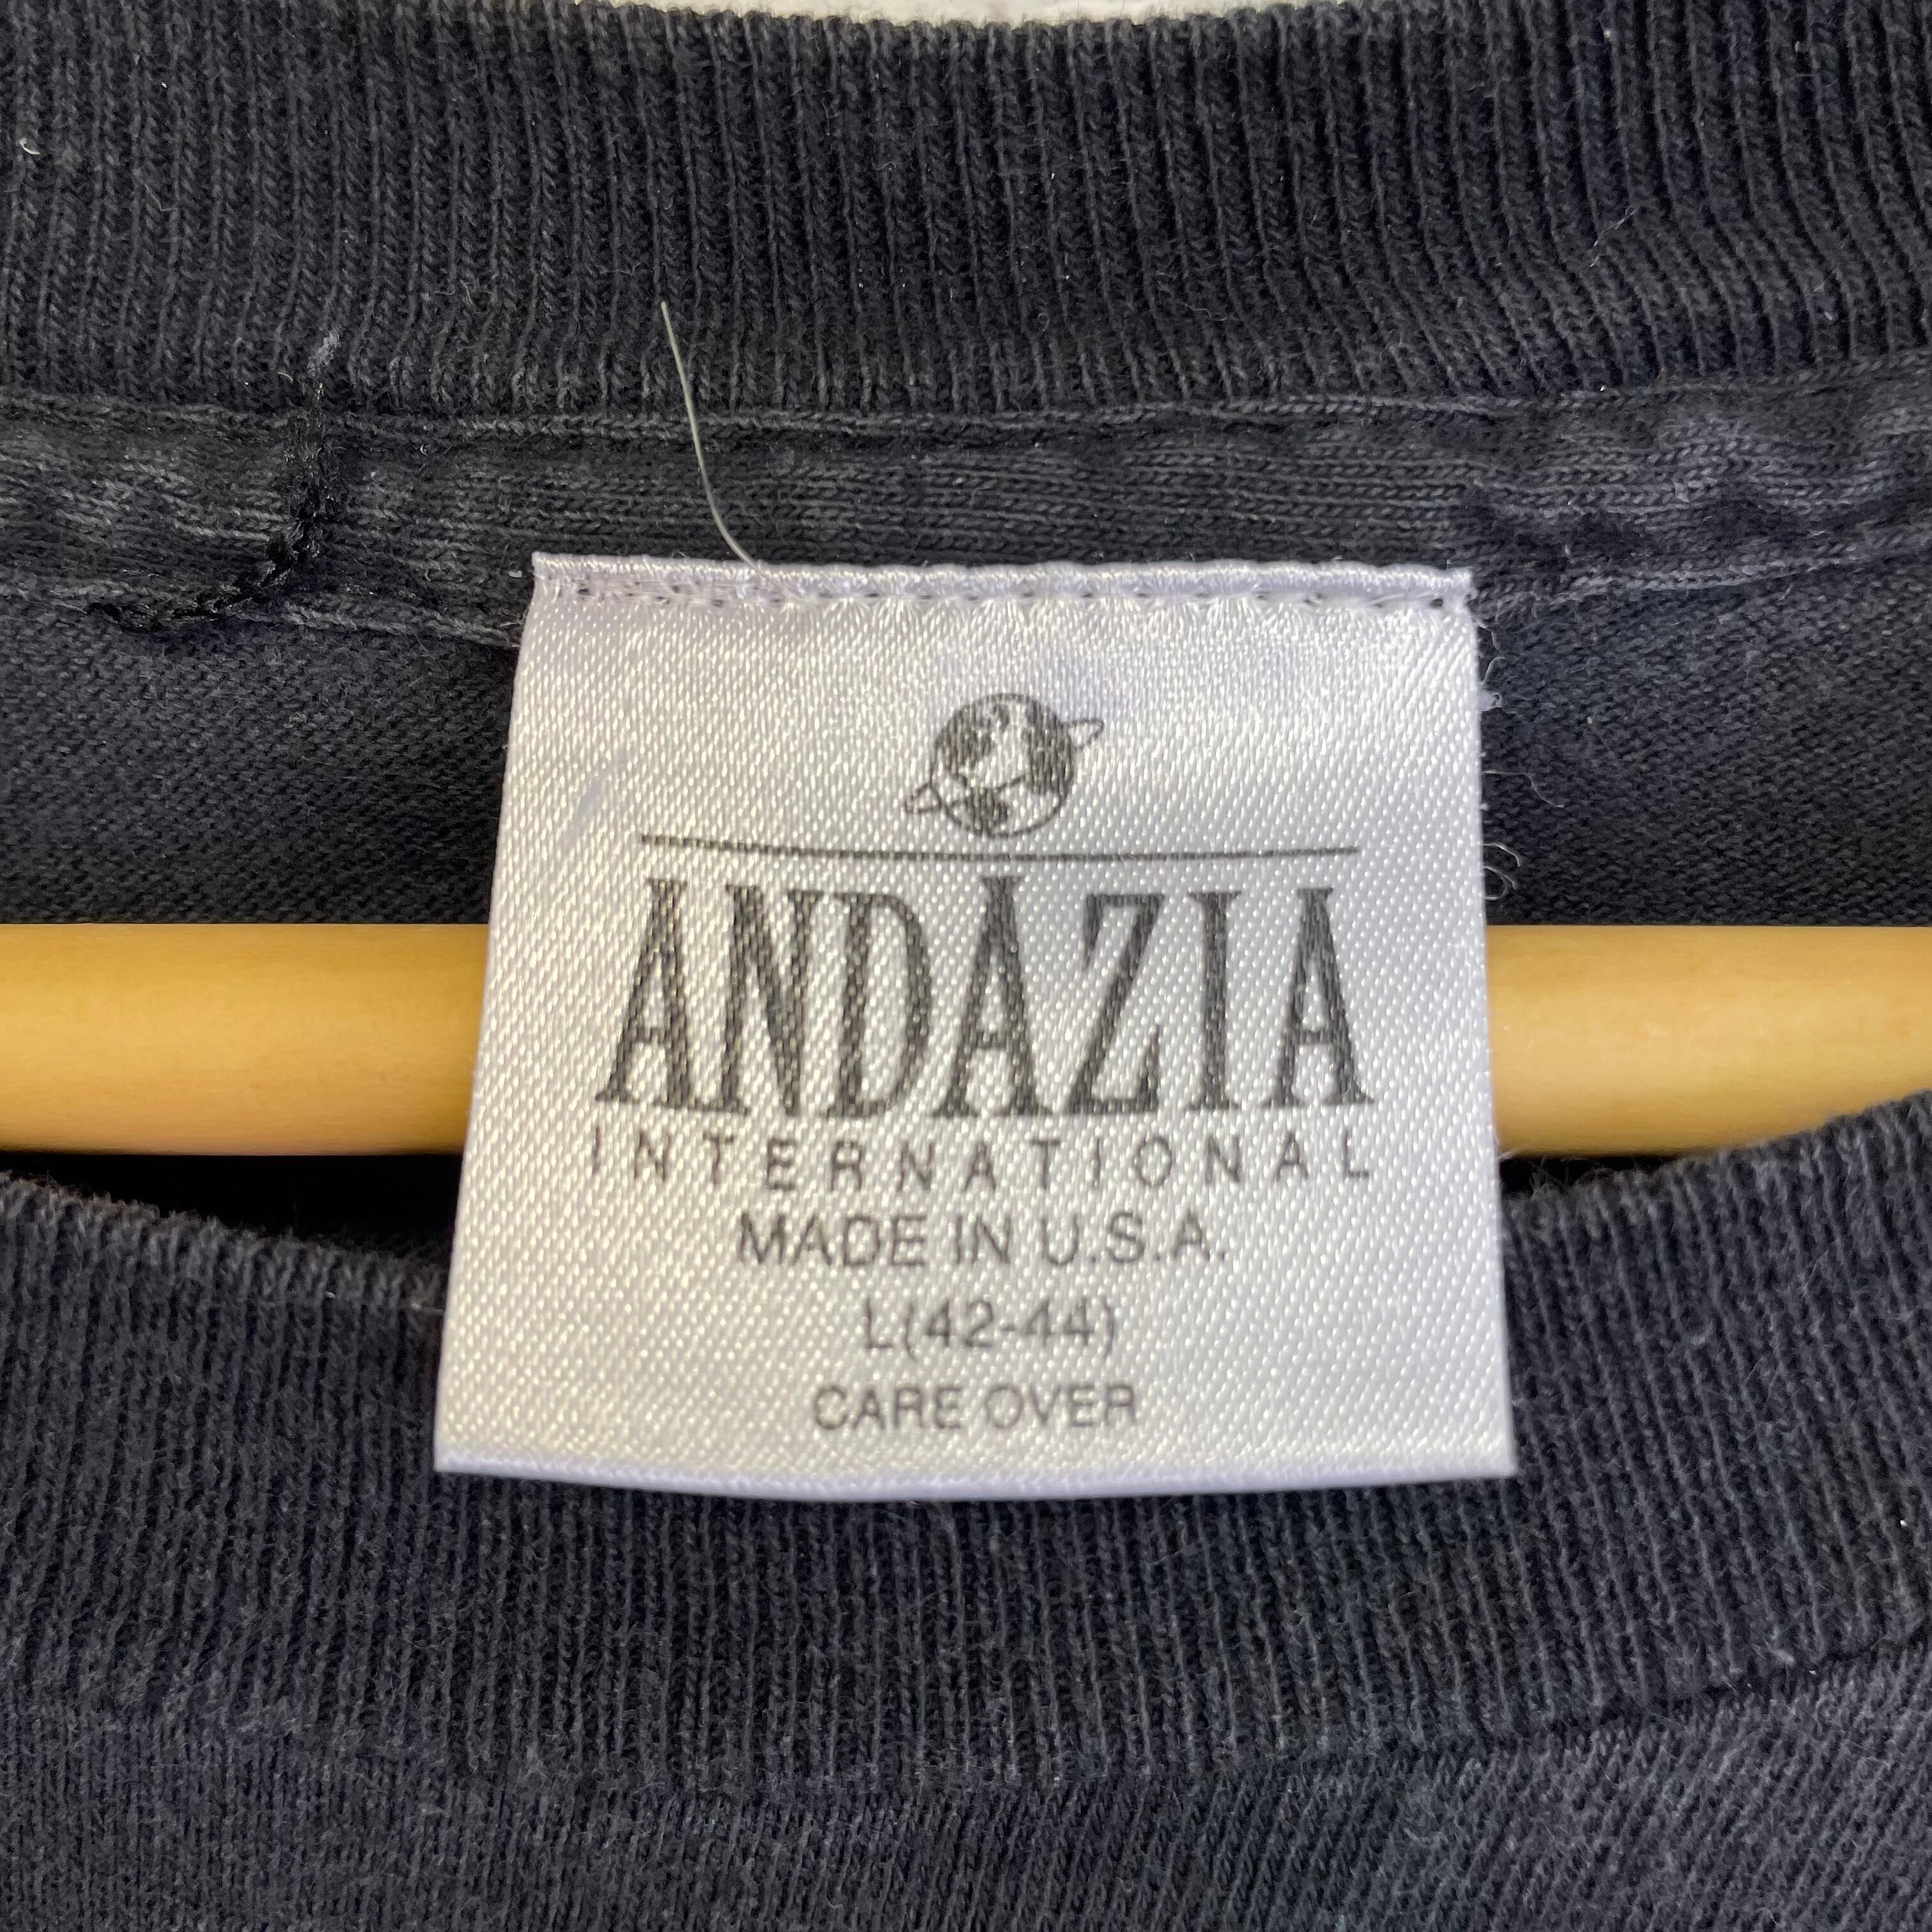 ANDAZIA
INTERNATIONAL
MADE IN U.S.A.
L(42-44)
CARE OVER